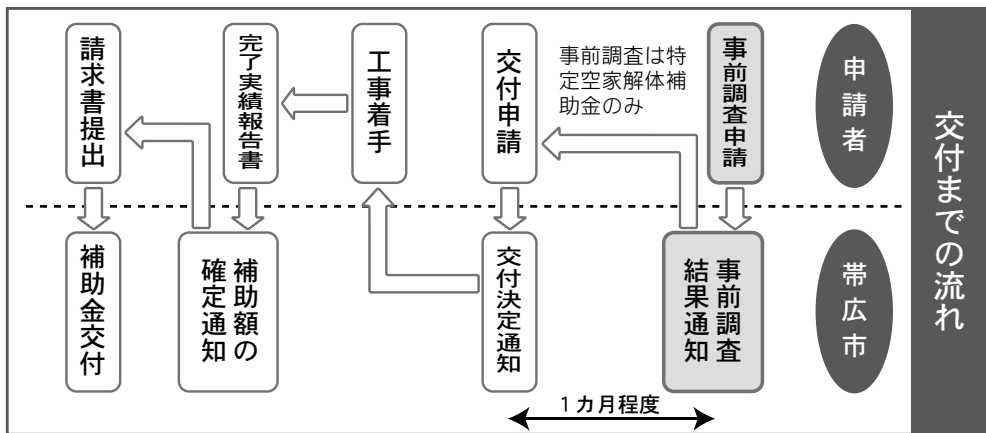 交付までの流れ
申請者
帯広市
事前調査申請
事前調査
結果通知
事前調査は特
定空家解体補
助金のみ
交付申請
交付決定通知
1カ月程度
工事着手
完了実績報告書
補助額の
確定通知
請求書提出
補助金交付